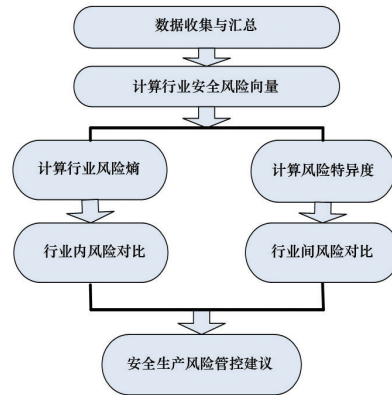 数据收集与汇总
计算行业安全风险向量
计算行业风险熵
计算风险特异度
行业内风险对比
行业间风险对比
安全生产风险管控建议